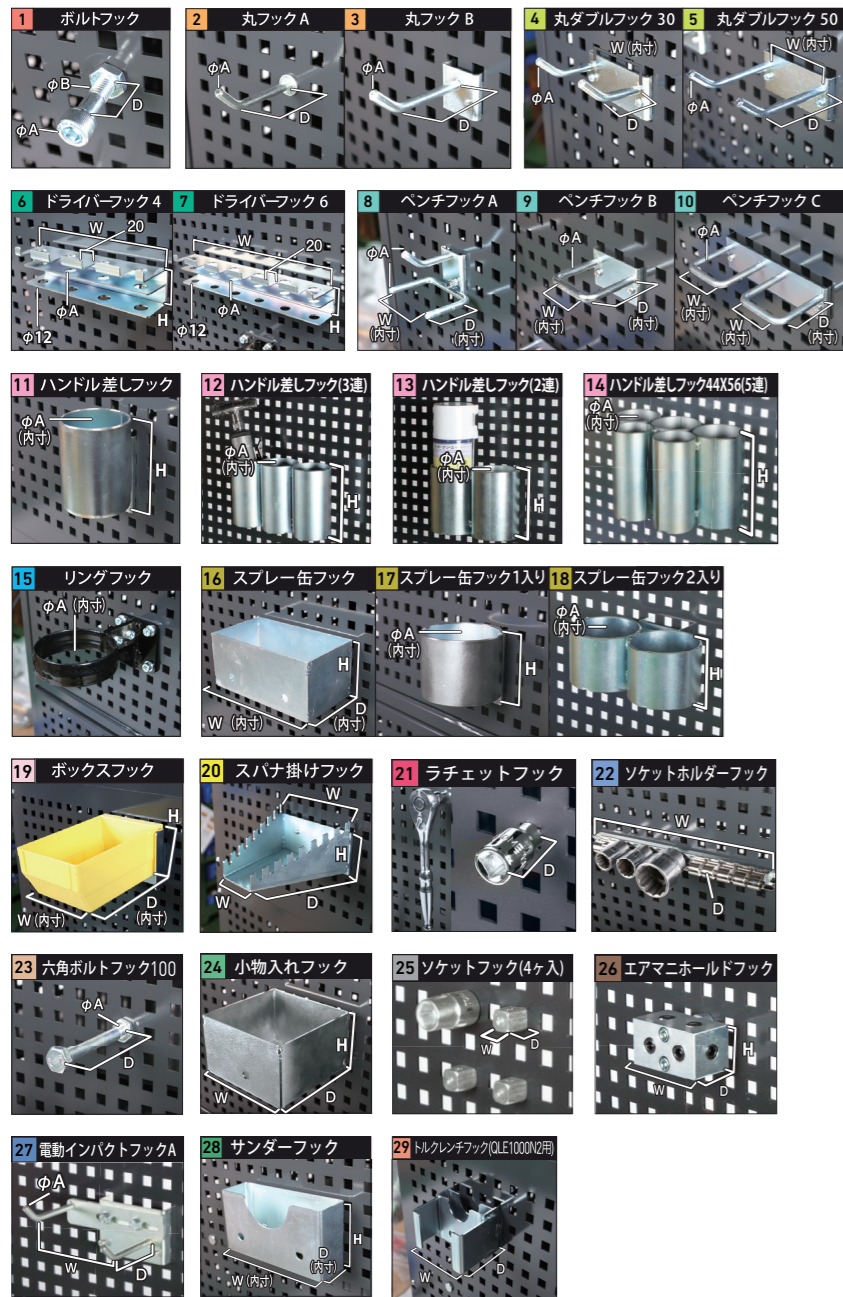 1 ボルトフック
φB
D
φA
2 丸フックA
φA
D
3 丸フックB
φA
D
4 丸ダブルフック30
W(内寸)
φA
D
5 丸ダブルフック50
W(内寸)
φA
D
6 ドライバーフック4
W
20
φA
H
φ12
7 ドライバーフック6
W
20
φA
H
φ12
8 ペンチフックA
φA
W
(内寸)
D
(内寸)
9 ペンチフックB
φA
W
(内寸)
D
(内寸)
10 ペンチフックC
φA
W
(内寸)
D
(内寸)
11 ハンドル差しフック
φA
(内寸)
H
12 ハンドル差しフック(3連)
φA
(内寸)
H
13 ハンドル差しフック(2連)
φA
(内寸)
H
14 ハンドル差しフック44X56(5連)
φA
(内寸)
H
15 リングフック
φA(内寸)
16 スプレー缶フック
H
W(内寸)
D
(内寸)
17 スプレー缶フック1入り
φA
(内寸)
H
18 スプレー缶フック2入り
φA
(内寸)
H
19 ボックスフック
H
W(内寸)
D
(内寸)
20 スパナ掛けフック
W
H
W
D
21 ラチェットフック
D
22 ソケットホルダーフック
W
D
23 六角ボルトフック100
φA
D
24 小物入れフック
H
W
D
25 ソケットフック(4ヶ入)
W
D
26 エアマニホールドフック
H
W
D
27 電動インパクトフックA
φA
W
D
28 サンダーフック
H
D
(内寸)
W(内寸)
29 トルクレンチフック(QLE1000N2用)
W
D